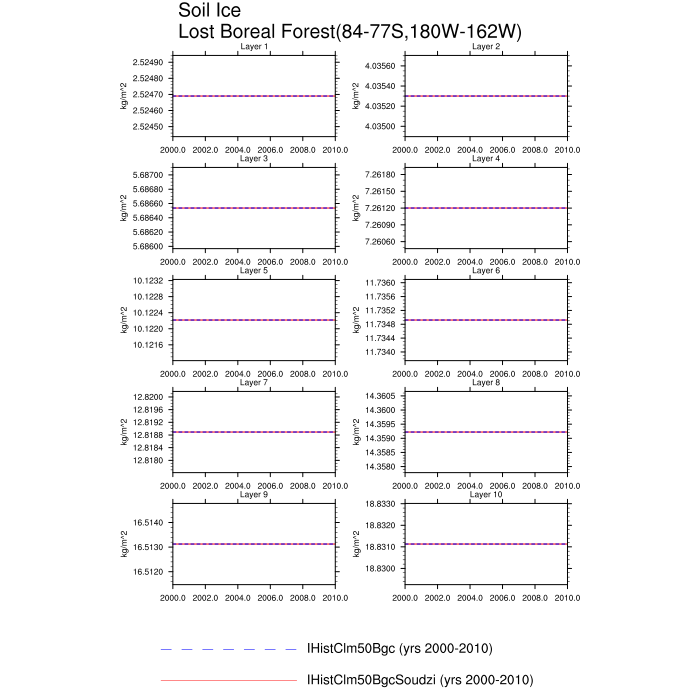 Soil Ice
Lost Boreal Forest(84-77S,180W-162W)
Layer 1
2.52490
2.52480
2.52470
2.52460
2.52450
kg/m^2
2000.0 2002.0 2004.0 2006.0 2008.0 2010.0
Layer 2
4.03560
4.03540
4.03520
4.03500
kg/m^2
2000.0 2002.0 2004.0 2006.0 2008.0 2010.0
Layer 3
5.68700
5.68680
5.68660
5.68640
5.68620
5.68600
kg/m^2
2000.0 2002.0 2004.0 2006.0 2008.0 2010.0
Layer 4
7.26180
7.26150
7.26120
7.26090
7.26060
kg/m^2
2000.0 2002.0 2004.0 2006.0 2008.0 2010.0
Layer 5
10.1232
10.1228
10.1224
10.1220
10.1216
kg/m^2
2000.0 2002.0 2004.0 2006.0 2008.0 2010.0
Layer 6
11.7360
11.7356
11.7352
11.7348
11.7344
11.7340
kg/m^2
2000.0 2002.0 2004.0 2006.0 2008.0 2010.0
Layer 7
12.8200
12.8196
12.8192
12.8188
12.8184
12.8180
kg/m^2
2000.0 2002.0 2004.0 2006.0 2008.0 2010.0
Layer 8
14.3605
14.3600
14.3595
14.3590
14.3585
14.3580
kg/m^2
2000.0 2002.0 2004.0 2006.0 2008.0 2010.0
Layer 9
16.5140
16.5130
16.5120
kg/m^2
2000.0 2002.0 2004.0 2006.0 2008.0 2010.0
Layer 10
18.8330
18.8320
18.8310
18.8300
kg/m^2
2000.0 2002.0 2004.0 2006.0 2008.0 2010.0
IHistClm50Bgc (yrs 2000-2010)
IHistClm50BgcSoudzi (yrs 2000-2010)